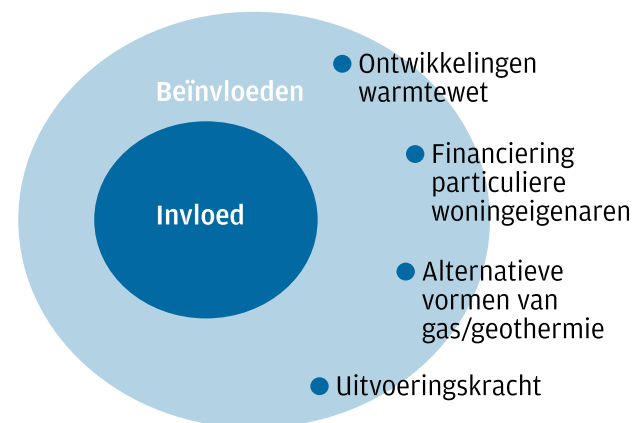 Beïnvloeden
Invloed
Ontwikkelingen
warmtewet
Financiering
particuliere
woningeigenaren
Alternatieve
vormen van
gas/geothermie
Uitvoeringskracht